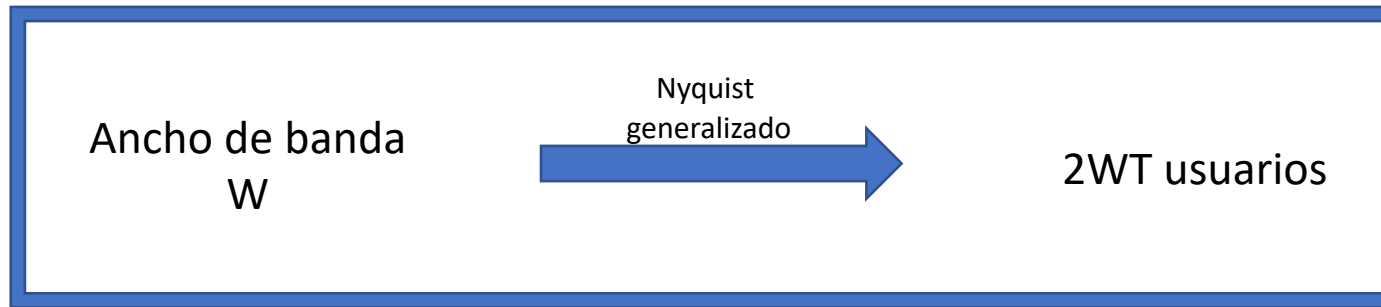 Ancho de banda
W
Nyquist
generalizado
2WT usuarios